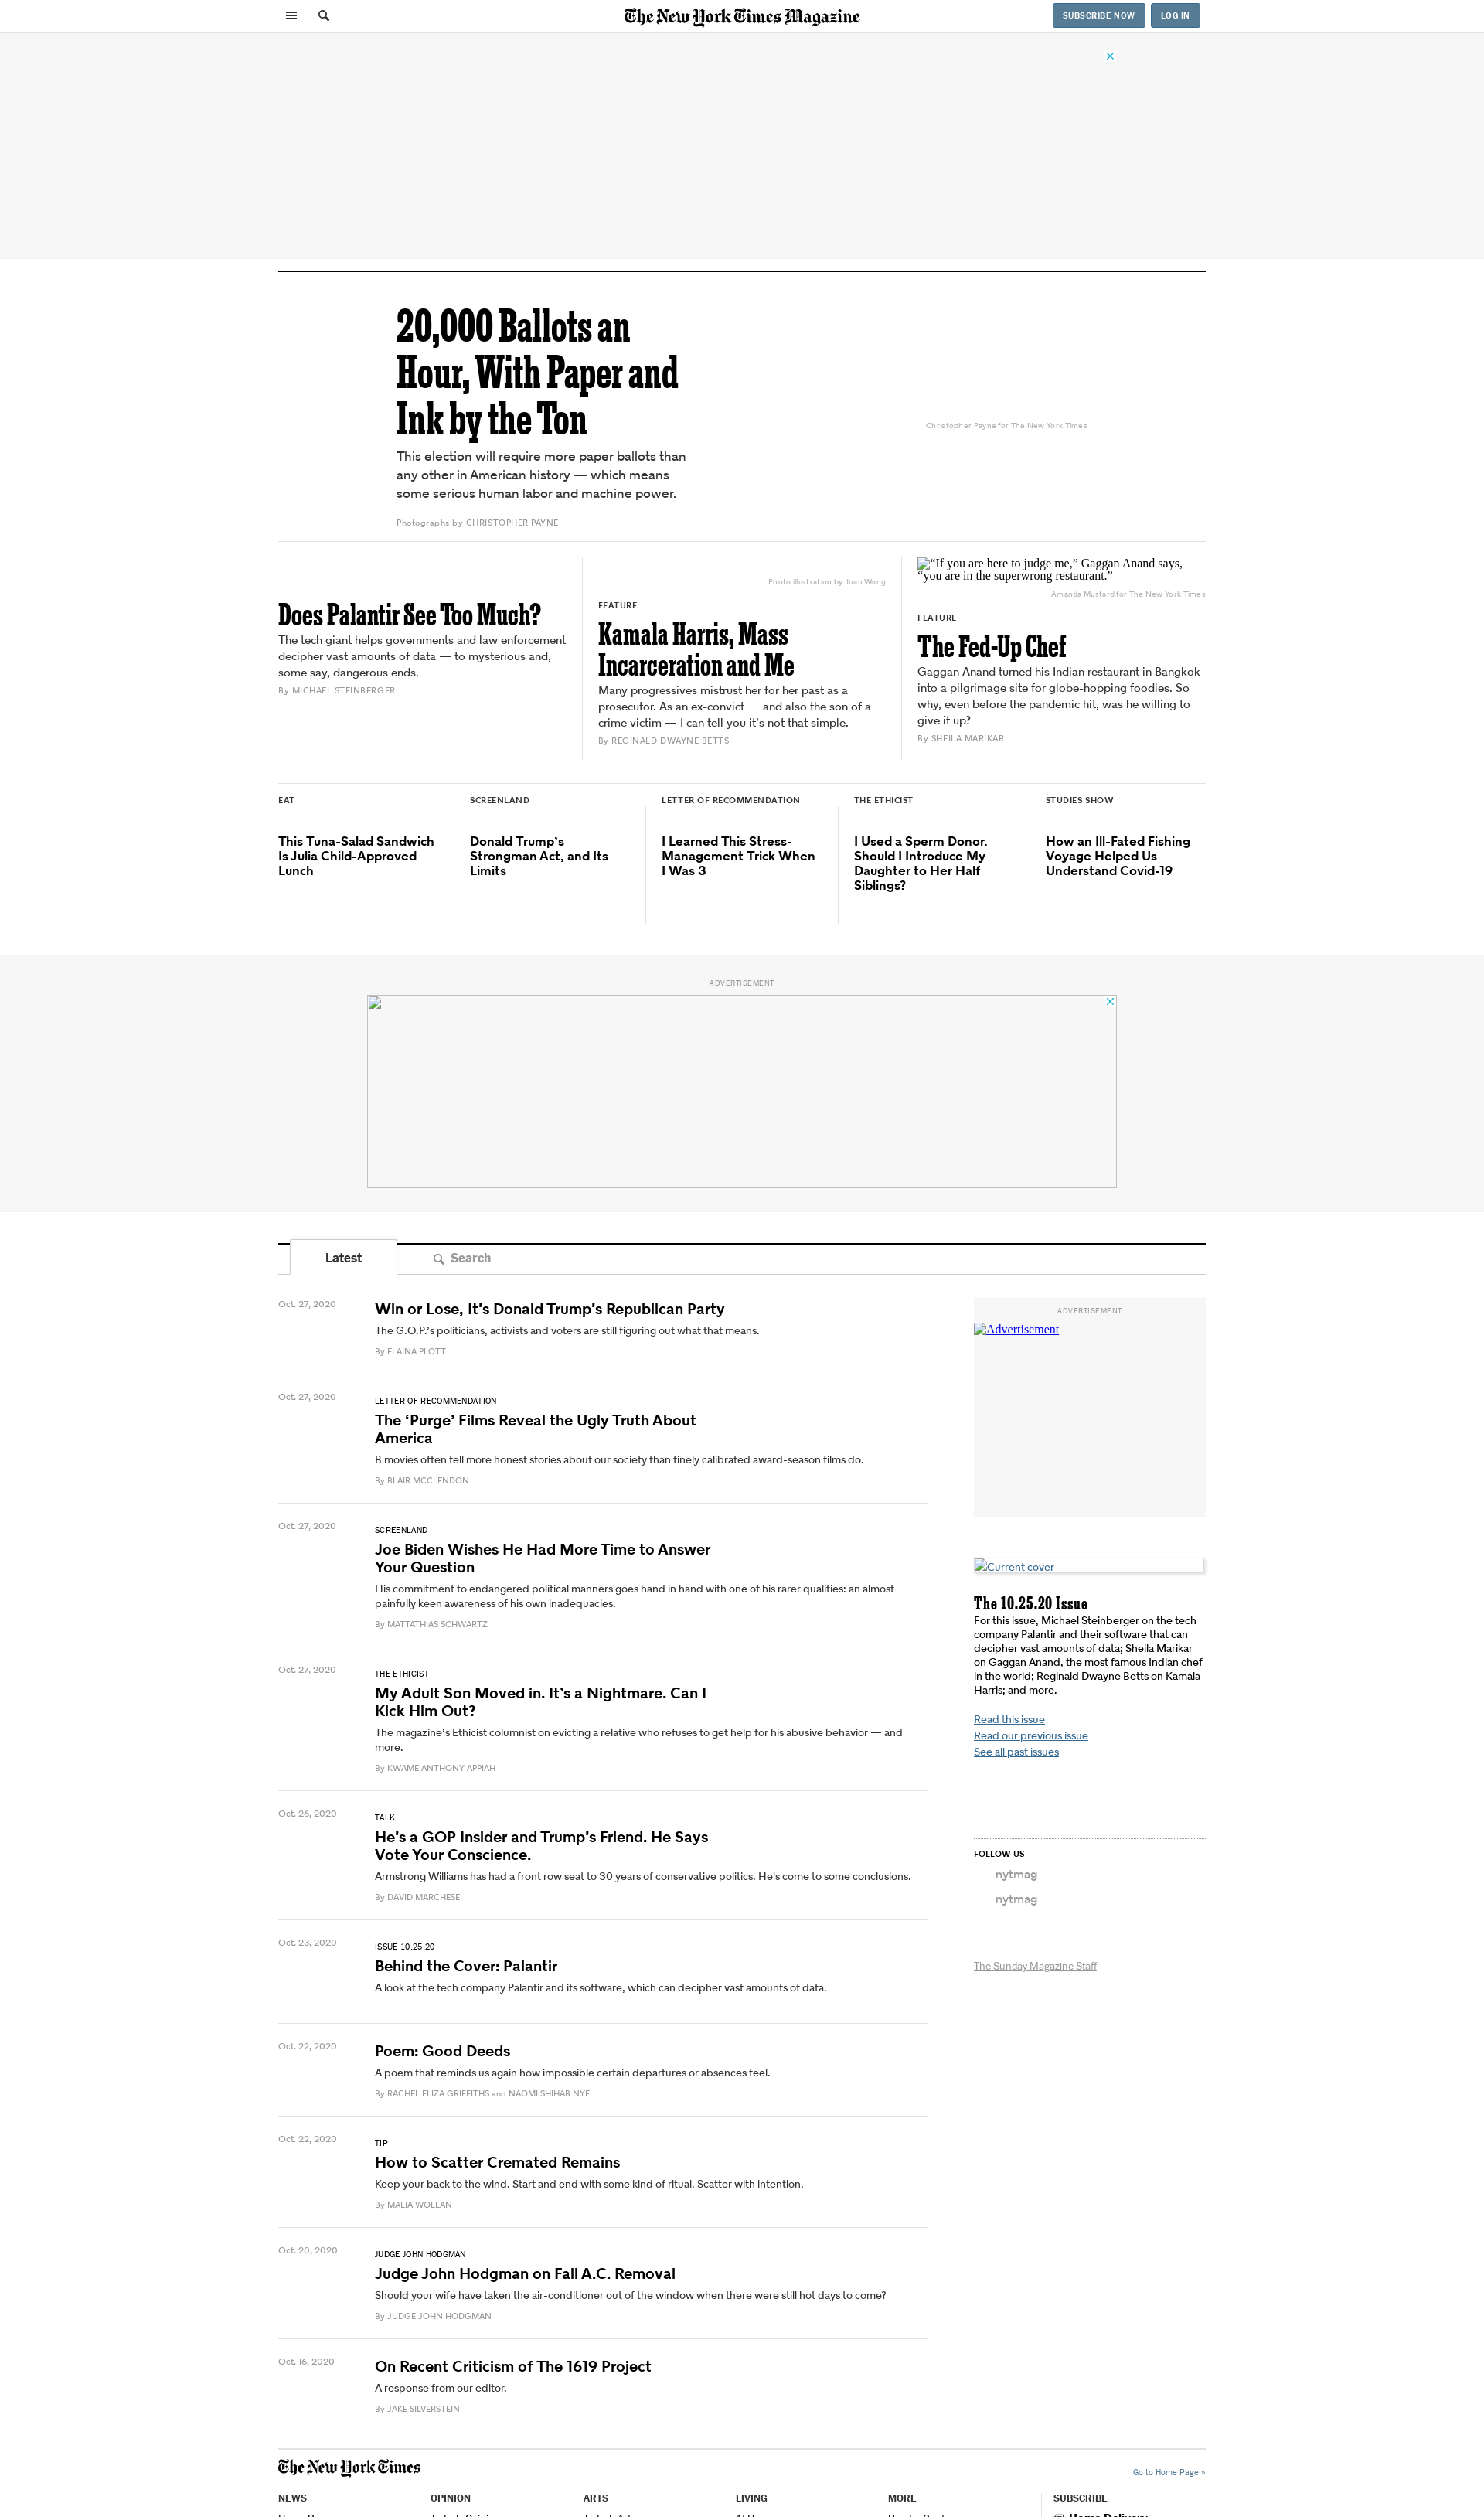 The New York Times Magazine
SUBSCRIBE NOW
LOG IN
20,000 Ballots an
Hour, With Paper and
Ink by the Ton
This election will require more paper ballots than
any other in American history — which means
some serious human labor and machine power.
Photographs by CHRISTOPHER PAYNE
Christopher Payne for The New York Times
Does Palantir See Too Much?
The tech giant helps governments and law enforcement
decipher vast amounts of data — to mysterious and,
some say, dangerous ends.
By MICHAEL STEINBERGER
Photo illustration by Joan Wong
FEATURE
Kamala Harris, Mass
Incarceration and Me
Many progressives mistrust her for her past as a
prosecutor. As an ex-convict — and also the son of a
crime victim — I can tell you it’s not that simple.
By REGINALD DWAYNE BETTS
“If you are here to judge me,” Gaggan Anand says,
“you are in the superwrong restaurant.”
Amanda Mustard for The New York Times
FEATURE
The Fed-Up Chef
Gaggan Anand turned his Indian restaurant in Bangkok
into a pilgrimage site for globe-hopping foodies. So
why, even before the pandemic hit, was he willing to
give it up?
By SHEILA MARIKAR
EAT
This Tuna-Salad Sandwich
Is Julia Child-Approved
Lunch
SCREENLAND
Donald Trump’s
Strongman Act, and Its
Limits
LETTER OF RECOMMENDATION
I Learned This Stress-
Management Trick When
I Was 3
THE ETHICIST
I Used a Sperm Donor.
Should I Introduce My
Daughter to Her Half
Siblings?
STUDIES SHOW
How an Ill-Fated Fishing
Voyage Helped Us
Understand Covid-19
ADVERTISEMENT
Latest
Search
Oct. 27, 2020
Win or Lose, It’s Donald Trump’s Republican Party
The G.O.P.’s politicians, activists and voters are still figuring out what that means.
By ELAINA PLOTT
Oct. 27, 2020
LETTER OF RECOMMENDATION
The ‘Purge’ Films Reveal the Ugly Truth About
America
B movies often tell more honest stories about our society than finely calibrated award-season films do.
By BLAIR MCCLENDON
Oct. 27, 2020
SCREENLAND
Joe Biden Wishes He Had More Time to Answer
Your Question
His commitment to endangered political manners goes hand in hand with one of his rarer qualities: an almost
painfully keen awareness of his own inadequacies.
By MATTATHIAS SCHWARTZ
Oct. 27, 2020
THE ETHICIST
My Adult Son Moved in. It’s a Nightmare. Can I
Kick Him Out?
The magazine’s Ethicist columnist on evicting a relative who refuses to get help for his abusive behavior — and
more.
By KWAME ANTHONY APPIAH
Oct. 26, 2020
TALK
He’s a GOP Insider and Trump’s Friend. He Says
Vote Your Conscience.
Armstrong Williams has had a front row seat to 30 years of conservative politics. He's come to some conclusions.
By DAVID MARCHESE
Oct. 23, 2020
ISSUE 10.25.20
Behind the Cover: Palantir
A look at the tech company Palantir and its software, which can decipher vast amounts of data.
Oct. 22, 2020
Poem: Good Deeds
A poem that reminds us again how impossible certain departures or absences feel.
By RACHEL ELIZA GRIFFITHS and NAOMI SHIHAB NYE
Oct. 22, 2020
TIP
How to Scatter Cremated Remains
Keep your back to the wind. Start and end with some kind of ritual. Scatter with intention.
By MALIA WOLLAN
Oct. 20, 2020
JUDGE JOHN HODGMAN
Judge John Hodgman on Fall A.C. Removal
Should your wife have taken the air-conditioner out of the window when there were still hot days to come?
By JUDGE JOHN HODGMAN
Oct. 16, 2020
On Recent Criticism of The 1619 Project
A response from our editor.
By JAKE SILVERSTEIN
ADVERTISEMENT
Advertisement
Current cover
The 10.25.20 Issue
For this issue, Michael Steinberger on the tech
company Palantir and their software that can
decipher vast amounts of data; Sheila Marikar
on Gaggan Anand, the most famous Indian chef
in the world; Reginald Dwayne Betts on Kamala
Harris; and more.
Read this issue
Read our previous issue
See all past issues
FOLLOW US
nytmag
nytmag
The Sunday Magazine Staff
The New York Times
Go to Home Page »
NEWS
OPINION
ARTS
LIVING
MORE
SUBSCRIBE